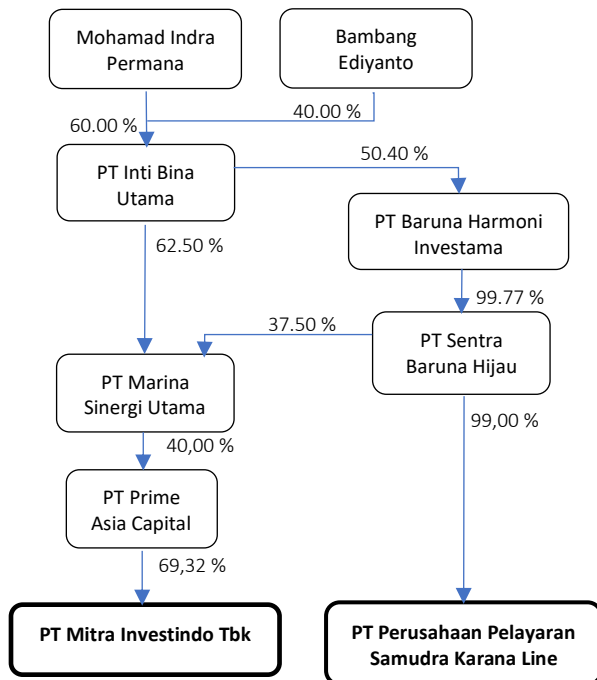 Mohamad Indra
Permana
Bambang
Ediyanto
40.00 %
60.00 %
PT Inti Bina
Utama
50.40 %
PT Baruna Harmoni
Investama
62.50 %
99.77 %
37.50 %
PT Sentra
Baruna Hijau
PT Marina
Sinergi Utama
99,00 %
40,00 %
PT Prime
Asia Capital
69,32 %
PT Mitra Investindo Tbk
PT Perusahaan Pelayaran
Samudra Karana Line